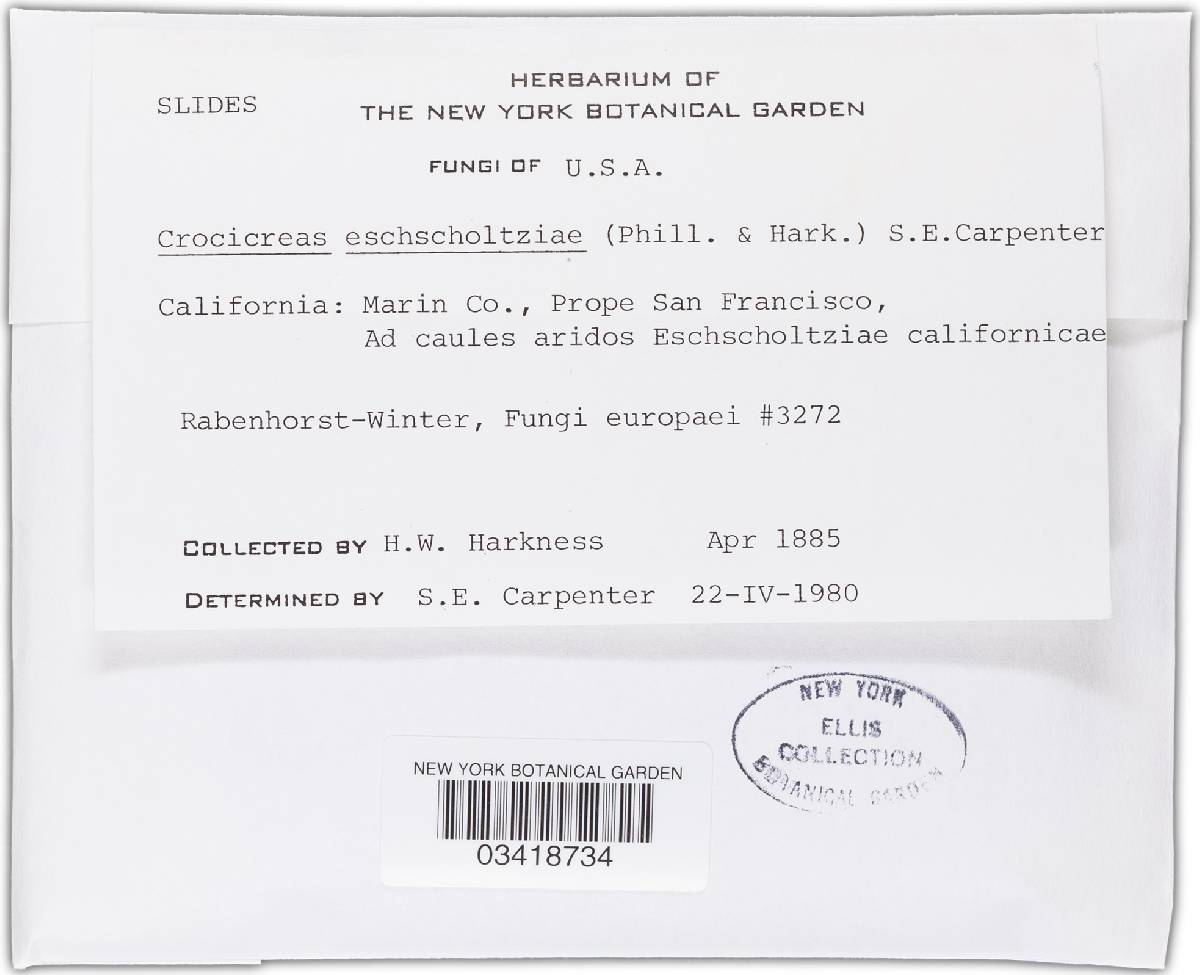 SLIDES
HERBARIUM OF
THE NEW YORK BOTANICAL GARDEN
FUNGI OF U.S.A.
Crocicreas eschscholtziae (Phill. & Hark.) S.E.Carpenter
California: Marin Co., Prope San Francisco,
Ad caules aridos Eschscholtziae californicae
Rabenhorst-Winter, Fungi europaei #3272
COLLECTED BY H.W. Harkness Apr 1885
DETERMINED BY S.E. Carpenter 22-IV-1980
NEW YORK
ELLIS
COLLECTION
BOTANICAL GARDEN
NEW YORK BOTANICAL GARDEN
03418734